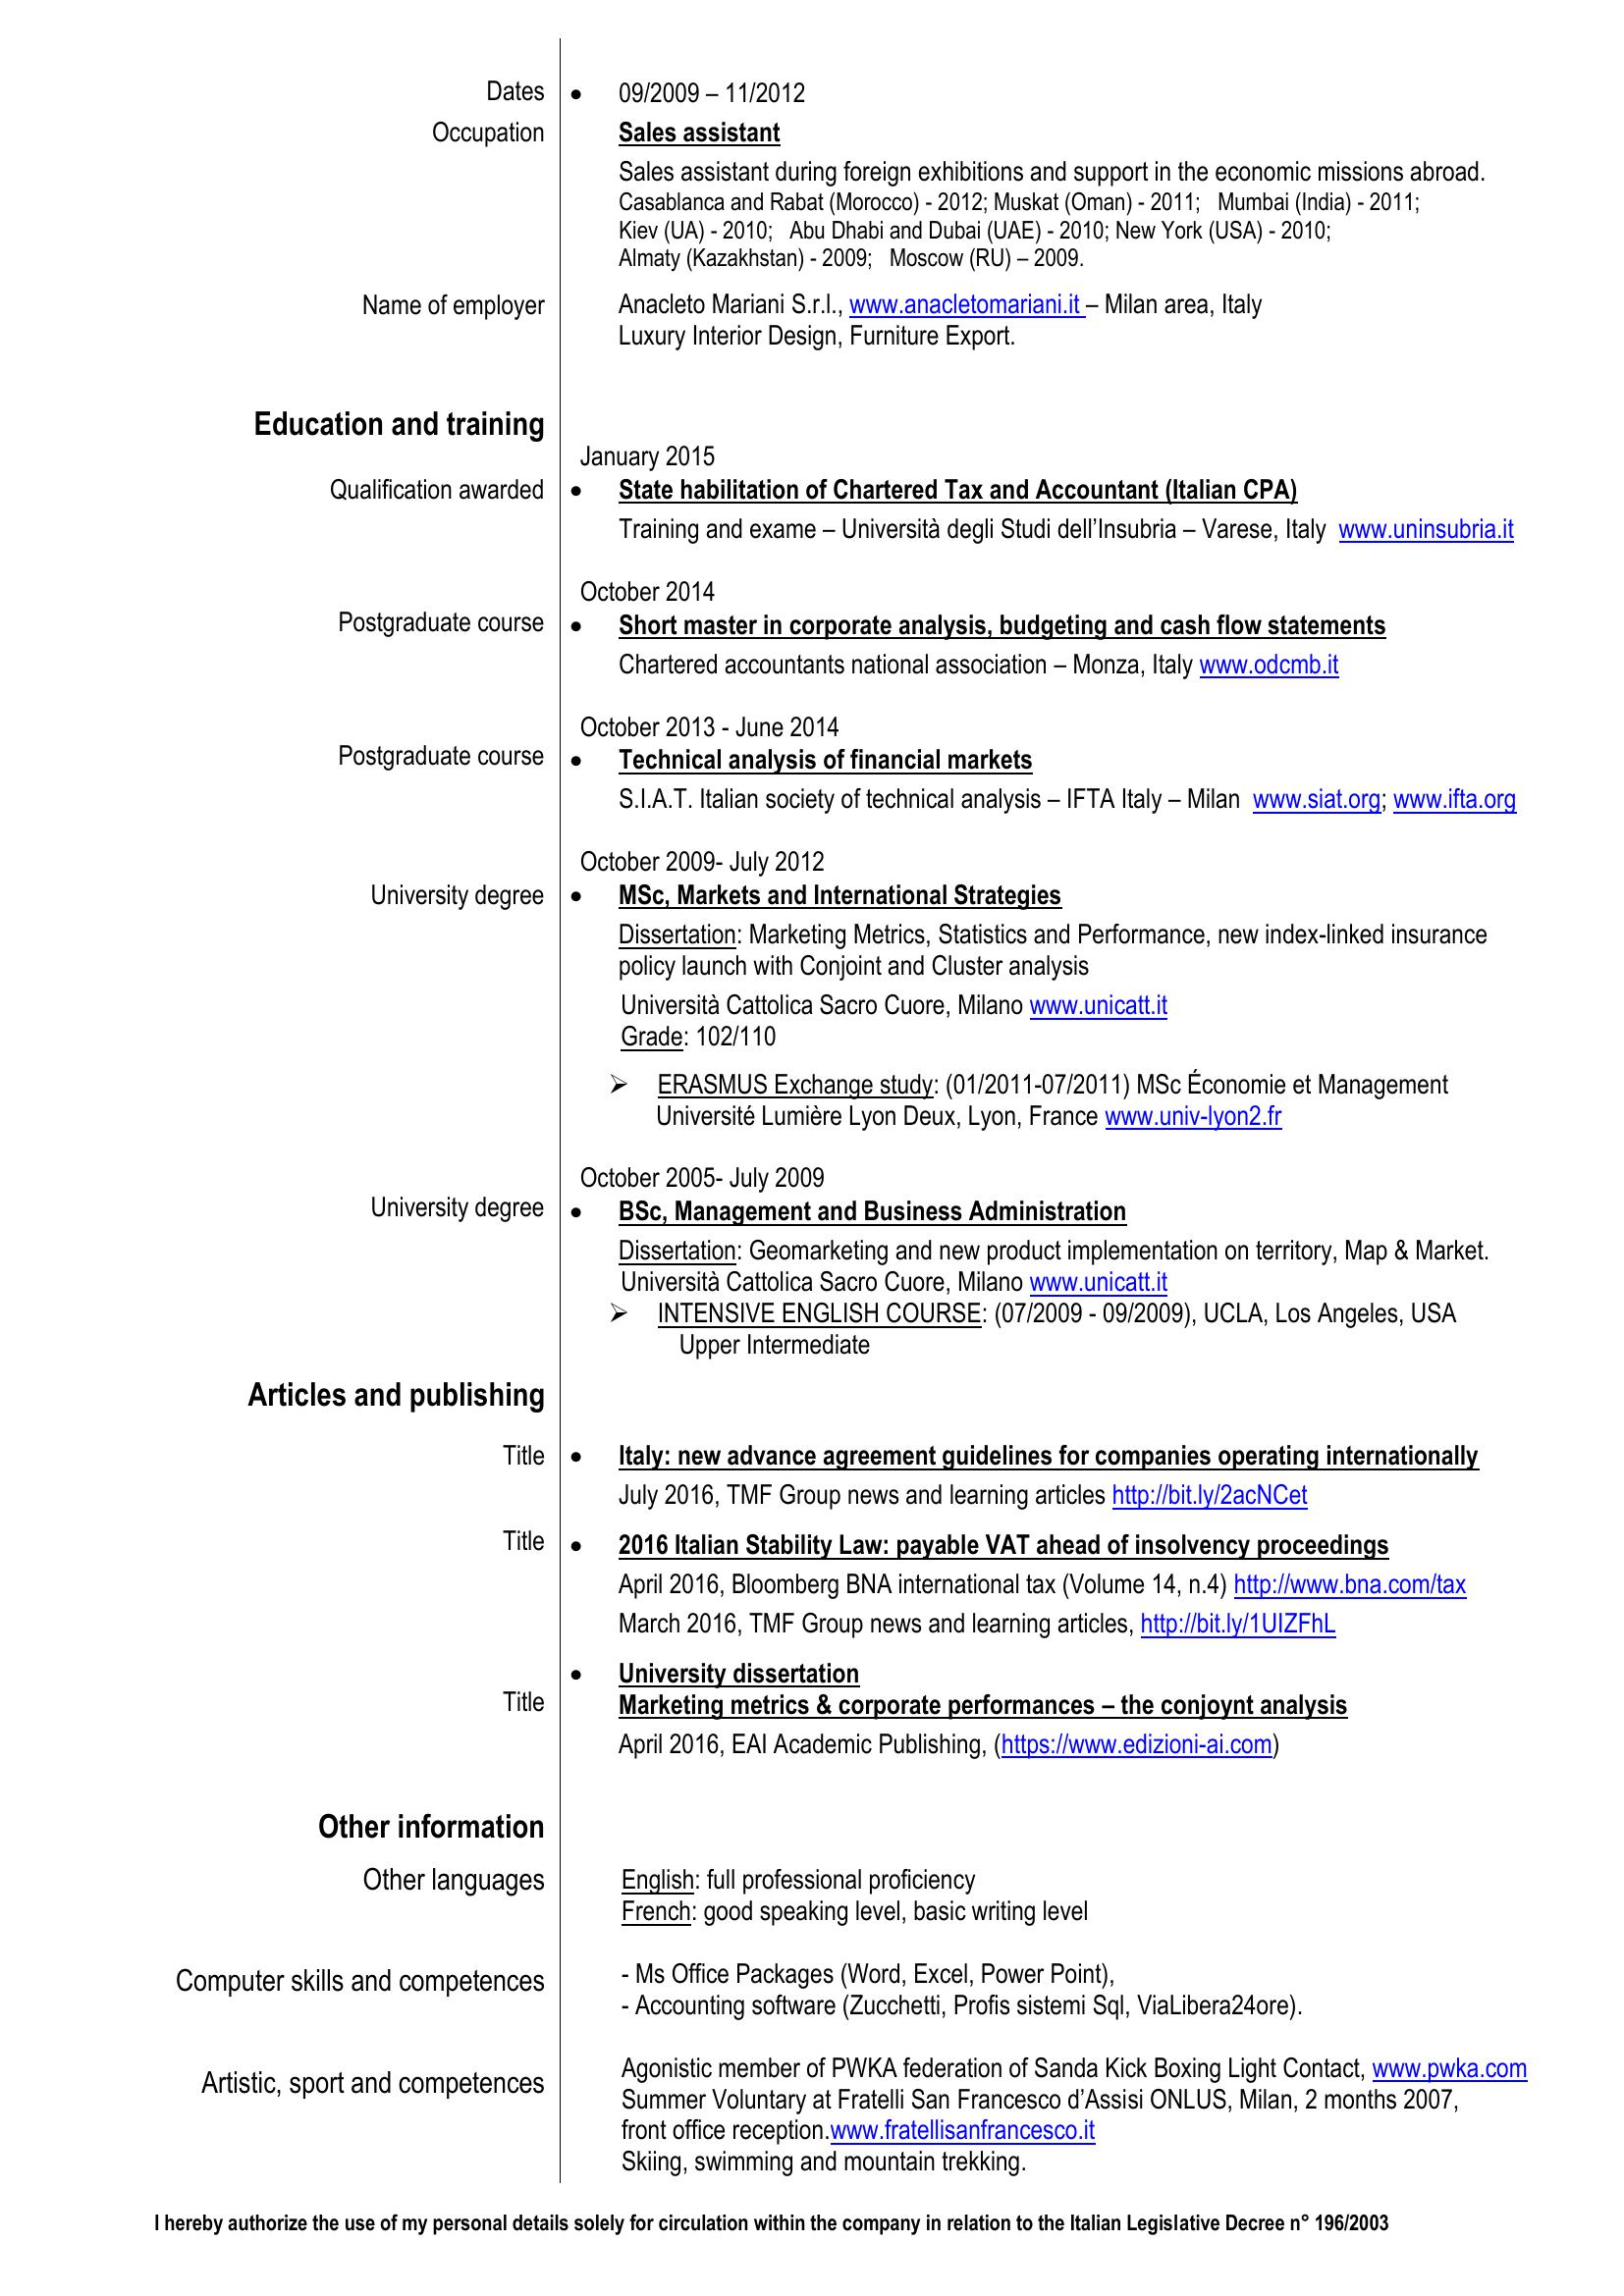 Dates • 09/2009 – 11/2012
Occupation Sales assistant
Sales assistant during foreign exhibitions and support in the economic missions abroad.
Casablanca and Rabat (Morocco) - 2012; Muskat (Oman) - 2011; Mumbai (India) - 2011;
Kiev (UA) - 2010; Abu Dhabi and Dubai (UAE) - 2010; New York (USA) - 2010;
Almaty (Kazakhstan) - 2009; Moscow (RU) – 2009.
Name of employer Anacleto Mariani S.r.l., www.anacletomariani.it – Milan area, Italy
Luxury Interior Design, Furniture Export.
Education and training
January 2015
Qualification awarded • State habilitation of Chartered Tax and Accountant (Italian CPA)
Training and exame – Università degli Studi dell’Insubria – Varese, Italy www.uninsubria.it
October 2014
Postgraduate course • Short master in corporate analysis, budgeting and cash flow statements
Chartered accountants national association – Monza, Italy www.odcmb.it
October 2013 - June 2014
Postgraduate course • Technical analysis of financial markets
S.I.A.T. Italian society of technical analysis – IFTA Italy – Milan www.siat.org; www.ifta.org
October 2009- July 2012
University degree • MSc, Markets and International Strategies
Dissertation: Marketing Metrics, Statistics and Performance, new index-linked insurance
policy launch with Conjoint and Cluster analysis
Università Cattolica Sacro Cuore, Milano www.unicatt.it
Grade: 102/110
➢ ERASMUS Exchange study: (01/2011-07/2011) MSc Économie et Management
Université Lumière Lyon Deux, Lyon, France www.univ-lyon2.fr
October 2005- July 2009
University degree • BSc, Management and Business Administration
Dissertation: Geomarketing and new product implementation on territory, Map & Market.
Università Cattolica Sacro Cuore, Milano www.unicatt.it
➢ INTENSIVE ENGLISH COURSE: (07/2009 - 09/2009), UCLA, Los Angeles, USA
Upper Intermediate
Articles and publishing
Title • Italy: new advance agreement guidelines for companies operating internationally
July 2016, TMF Group news and learning articles http://bit.ly/2acNCet
Title • 2016 Italian Stability Law: payable VAT ahead of insolvency proceedings
April 2016, Bloomberg BNA international tax (Volume 14, n.4) http://www.bna.com/tax
March 2016, TMF Group news and learning articles, http://bit.ly/1UIZFhL
• University dissertation
Title Marketing metrics & corporate performances – the conjoynt analysis
April 2016, EAI Academic Publishing, (https://www.edizioni-ai.com)
Other information
Other languages English: full professional proficiency
French: good speaking level, basic writing level
Computer skills and competences - Ms Office Packages (Word, Excel, Power Point),
- Accounting software (Zucchetti, Profis sistemi Sql, ViaLibera24ore).
Artistic, sport and competences Agonistic member of PWKA federation of Sanda Kick Boxing Light Contact, www.pwka.com
Summer Voluntary at Fratelli San Francesco d’Assisi ONLUS, Milan, 2 months 2007,
front office reception.www.fratellisanfrancesco.it
Skiing, swimming and mountain trekking.
I hereby authorize the use of my personal details solely for circulation within the company in relation to the Italian Legislative Decree n° 196/2003